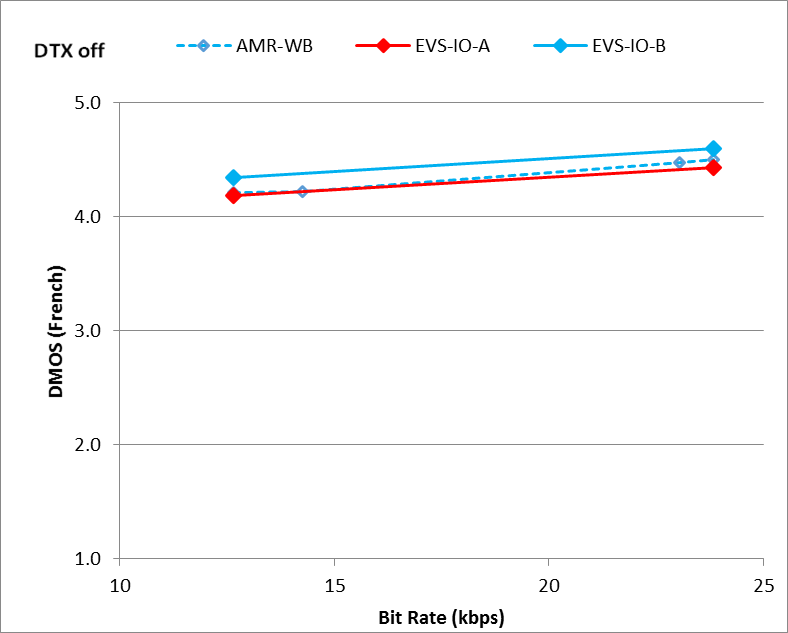 DTX off
AMR-WB
EVS-IO-A
EVS-IO-B
5.0
4.0
3.0
2.0
1.0
DMOS (French)
10
15
20
25
Bit Rate (kbps)